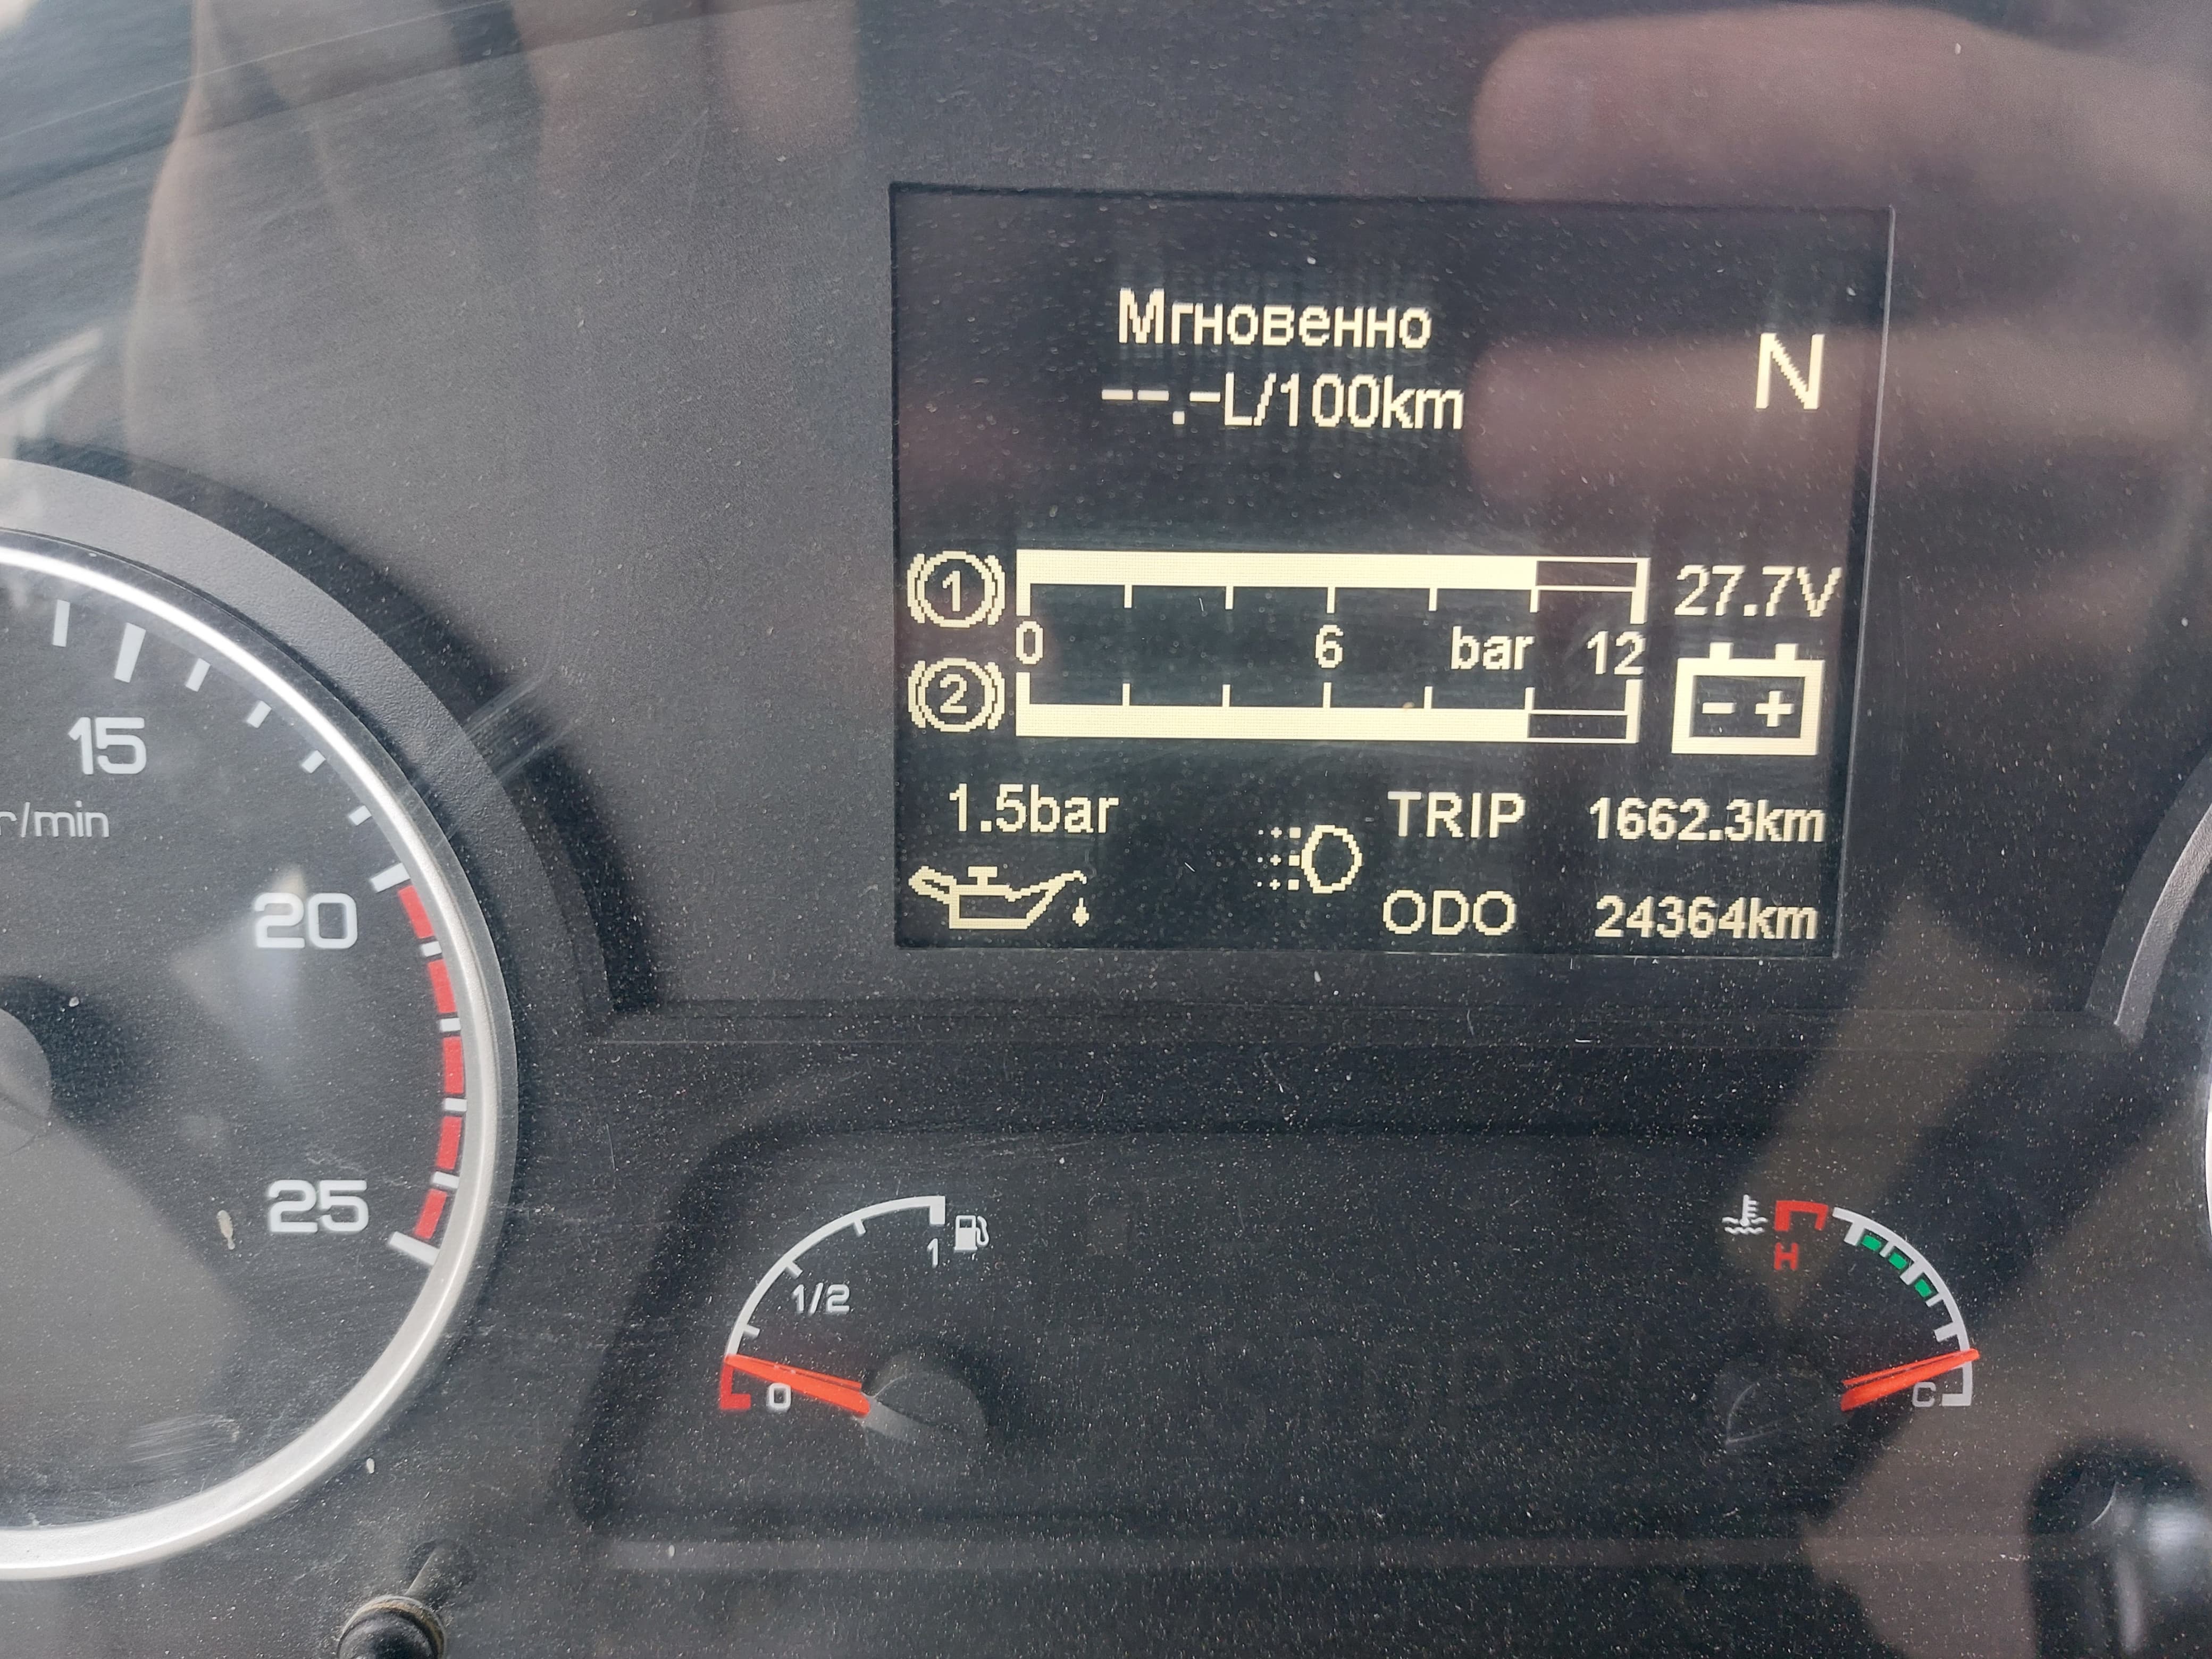 Мгновенно
--.-L/100km
N
1
27.7V
0 6 bar 12
2
- +
1.5bar
TRIP 1662.3km
ODO 24364km
15
r/min
20
25
1
1/2
0
H
C